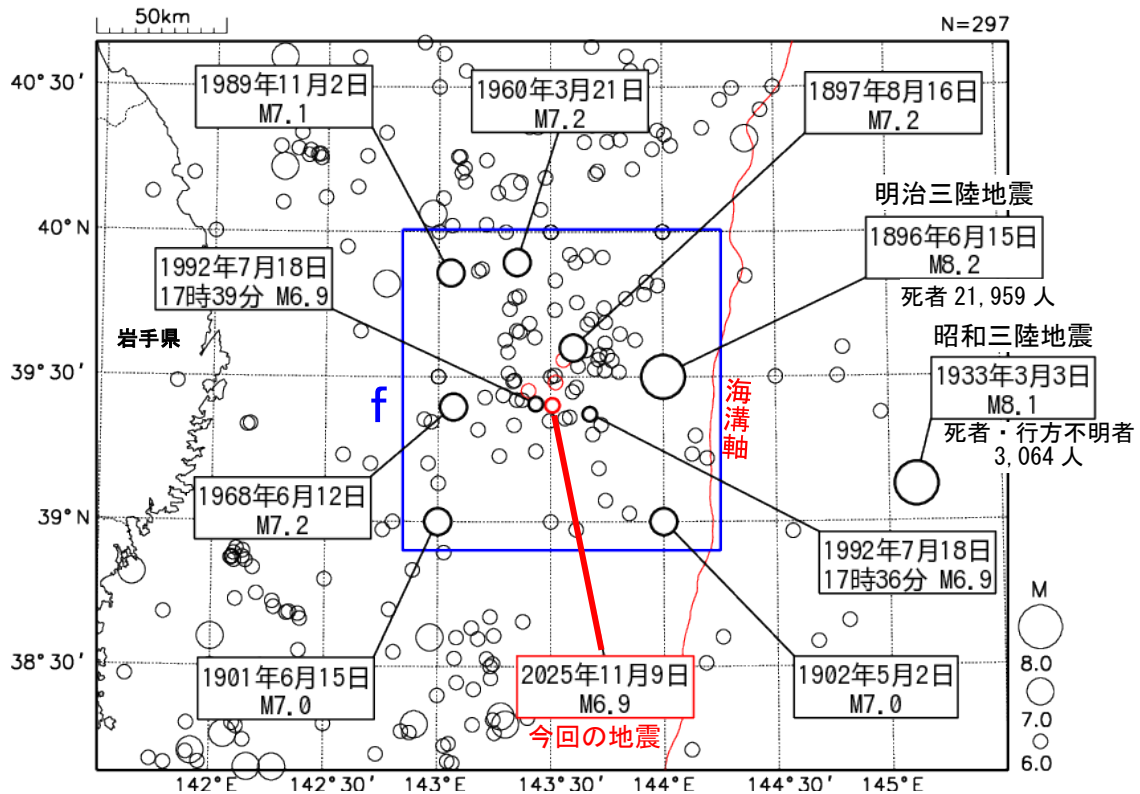 50km
N=297
40°30′
1989年11月2日
M7.1
1960年3月21日
M7.2
1897年8月16日
M7.2
明治三陸地震
1896年6月15日
M8.2
死者 21,959 人
40°N
1992年7月18日
17時39分 M6.9
岩手県
昭和三陸地震
1933年3月3日
M8.1
死者・行方不明者
3,064 人
39°30′
f
海溝軸
1968年6月12日
M7.2
39°N
1992年7月18日
17時36分 M6.9
38°30′
1901年6月15日
M7.0
2025年11月9日
M6.9
今回の地震
1902年5月2日
M7.0
M
8.0
7.0
6.0
142°E
142°30′
143°E
143°30′
144°E
144°30′
145°E